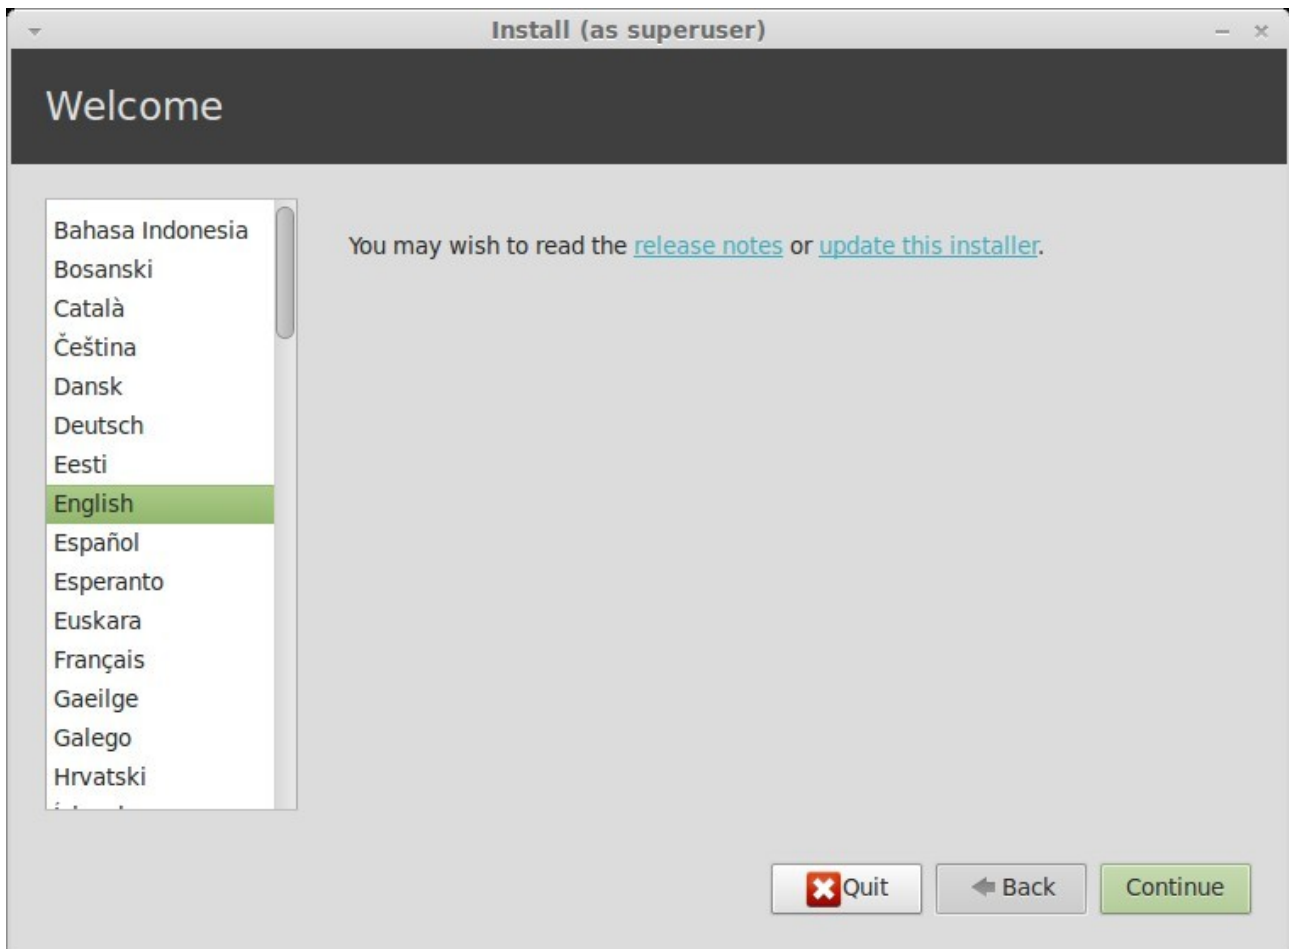 Install (as superuser)
Welcome
Bahasa Indonesia
Bosanski
Català
Čeština
Dansk
Deutsch
Eesti
English
Español
Esperanto
Euskara
Français
Gaeilge
Galego
Hrvatski
You may wish to read the release notes or update this installer.
Quit
Back
Continue